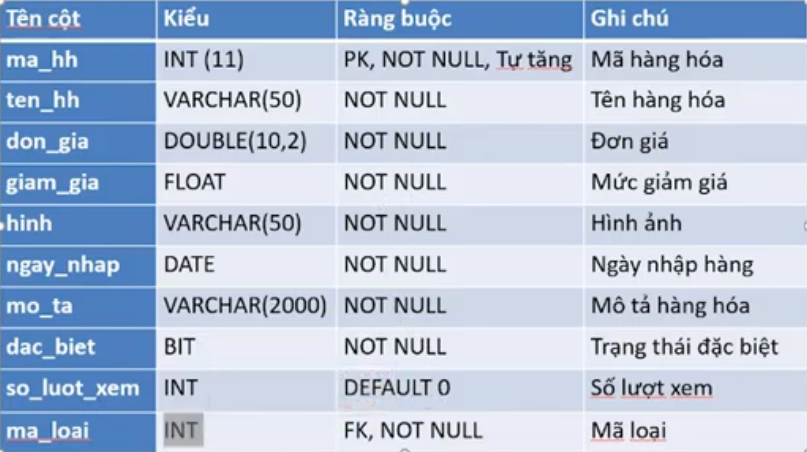 Tên cột Kiểu Ràng buộc Ghi chú
ma_hh INT (11) PK, NOT NULL, Tự tăng Mã hàng hóa
ten_hh VARCHAR(50) NOT NULL Tên hàng hóa
don_gia DOUBLE(10,2) NOT NULL Đơn giá
giam_gia FLOAT NOT NULL Mức giảm giá
hinh VARCHAR(50) NOT NULL Hình ảnh
ngay_nhap DATE NOT NULL Ngày nhập hàng
mo_ta VARCHAR(2000) NOT NULL Mô tả hàng hóa
dac_biet BIT NOT NULL Trạng thái đặc biệt
so_luot_xem INT DEFAULT 0 Số lượt xem
ma_loai INT FK, NOT NULL Mã loại